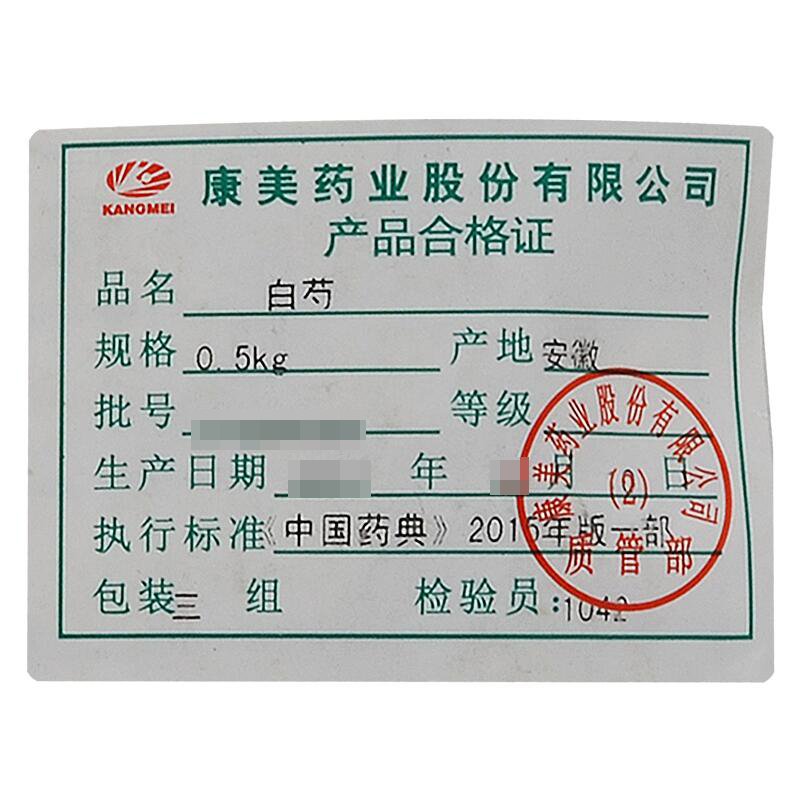 KANGMEI
康美药业股份有限公司
产品合格证
品名 白芍
规格 0.5kg 产地 安徽
批号 等级
生产日期 年 月 日
执行标准《中国药典》2015年版一部
包装三 组 检验员:1042
康美药业股份有限公司
(2)
质管部